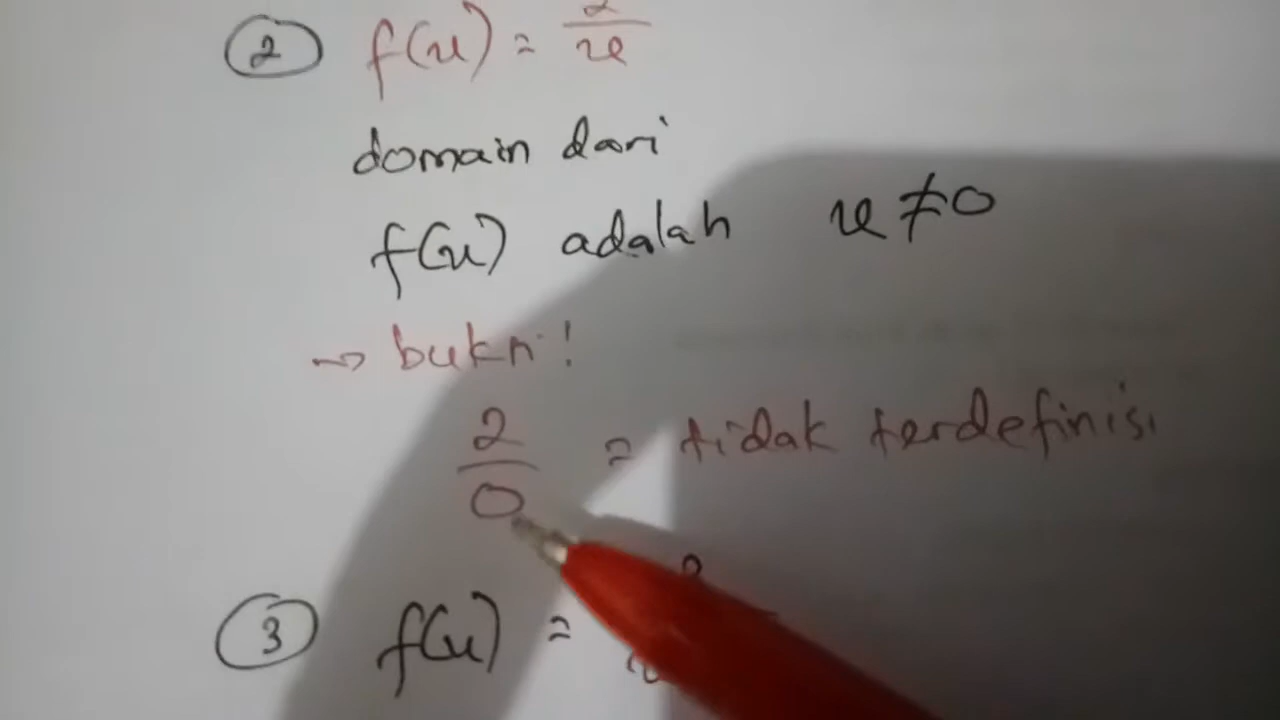 2 f(x) = 2/x
domain dari
f(x) adalah x ≠ 0
→ bukti!
2/0 = tidak terdefinisi
3 f(x) =